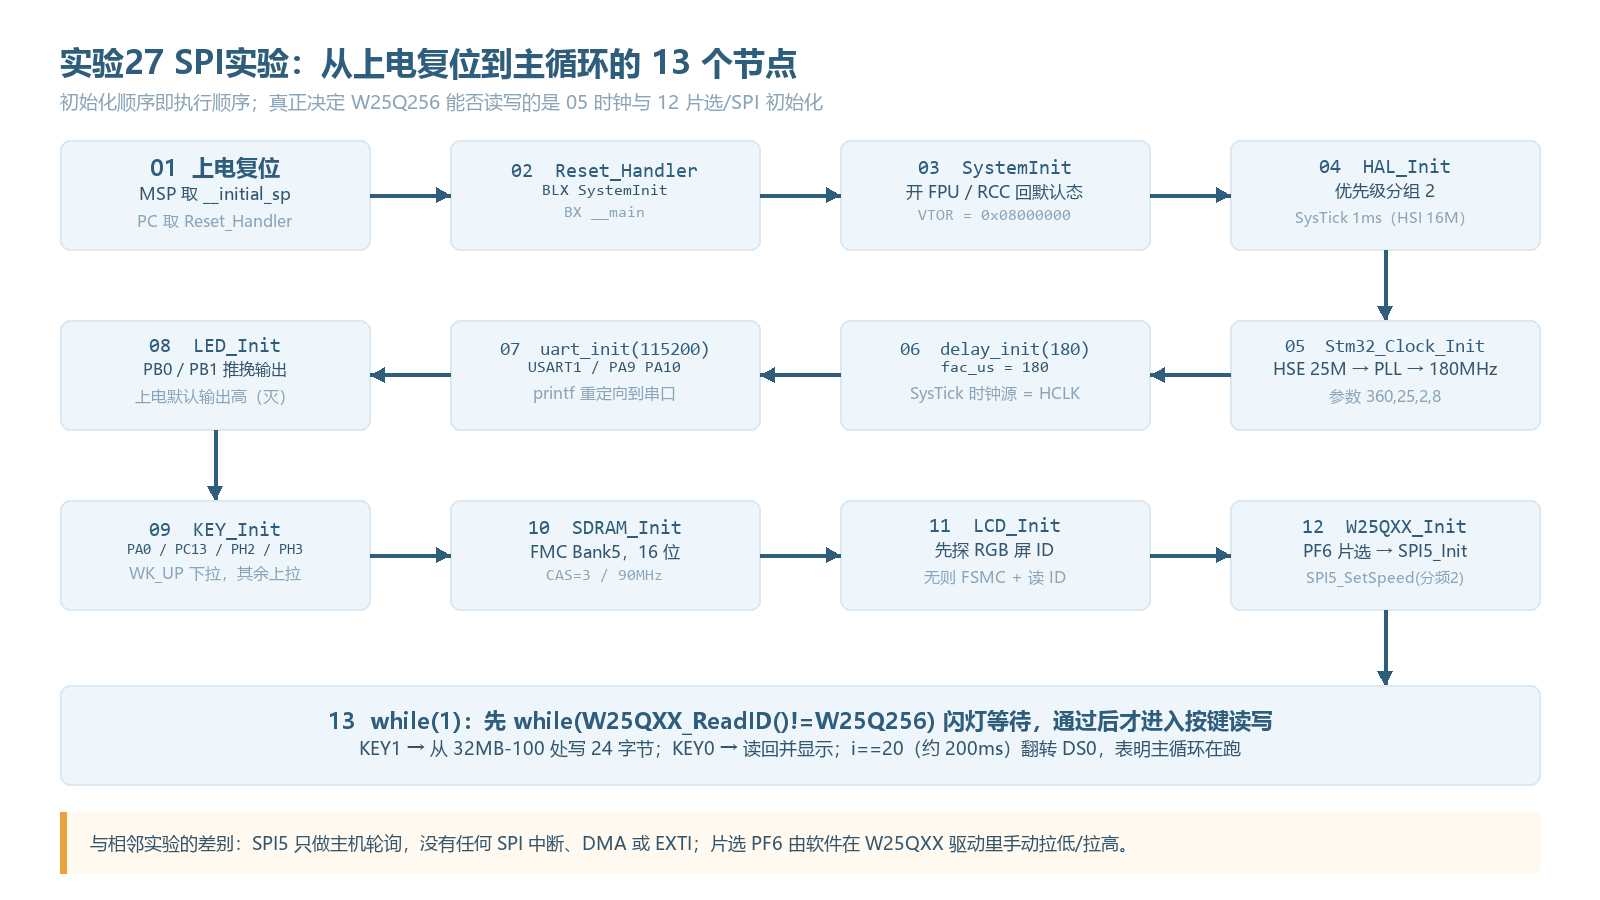 实验27 SPI实验：从上电复位到主循环的 13 个节点
初始化顺序即执行顺序；真正决定 W25Q256 能否读写的是 05 时钟与 12 片选/SPI 初始化
01 上电复位
MSP 取 __initial_sp
PC 取 Reset_Handler
02 Reset_Handler
BLX SystemInit
BX __main
03 SystemInit
开 FPU / RCC 回默认态
VTOR = 0x08000000
04 HAL_Init
优先级分组 2
SysTick 1ms（HSI 16M）
05 Stm32_Clock_Init
HSE 25M → PLL → 180MHz
参数 360,25,2,8
06 delay_init(180)
fac_us = 180
SysTick 时钟源 = HCLK
07 uart_init(115200)
USART1 / PA9 PA10
printf 重定向到串口
08 LED_Init
PB0 / PB1 推挽输出
上电默认输出高（灭）
09 KEY_Init
PA0 / PC13 / PH2 / PH3
WK_UP 下拉，其余上拉
10 SDRAM_Init
FMC Bank5，16 位
CAS=3 / 90MHz
11 LCD_Init
先探 RGB 屏 ID
无则 FSMC + 读 ID
12 W25QXX_Init
PF6 片选 → SPI5_Init
SPI5_SetSpeed(分频2)
13 while(1)：先 while(W25QXX_ReadID()!=W25Q256) 闪灯等待，通过后才进入按键读写
KEY1 → 从 32MB-100 处写 24 字节；KEY0 → 读回并显示；i==20（约 200ms）翻转 DS0，表明主循环在跑
与相邻实验的差别：SPI5 只做主机轮询，没有任何 SPI 中断、DMA 或 EXTI；片选 PF6 由软件在 W25QXX 驱动里手动拉低/拉高。